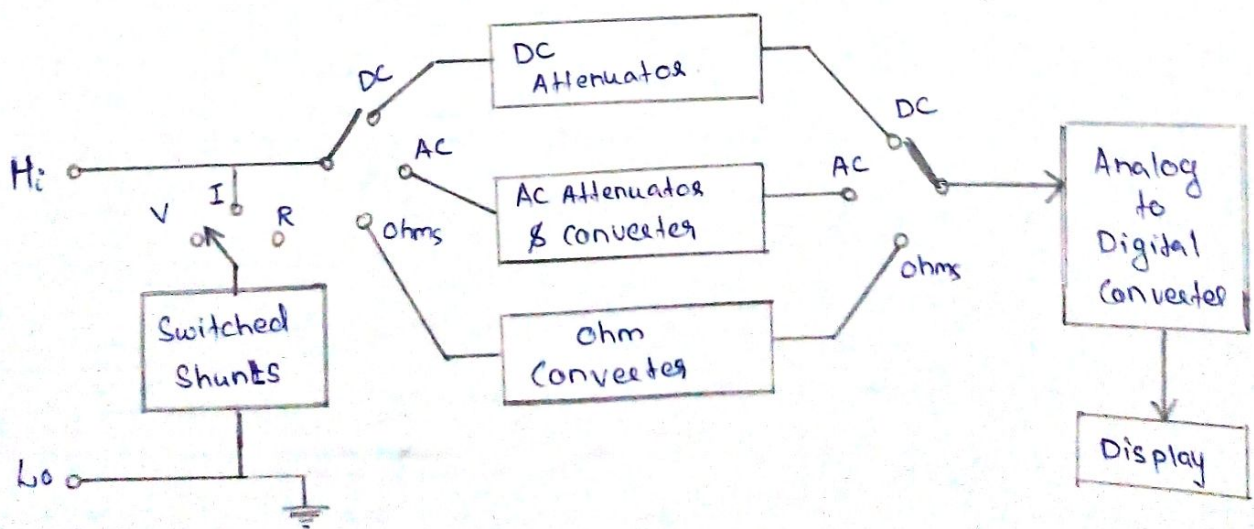 DC
Attenuator
DC
DC
Hi
I
V
R
AC
AC Attenuator
& converter
AC
Ohms
Ohms
Analog
to
Digital
Converter
Switched
Shunts
Ohm
Converter
Lo
Display